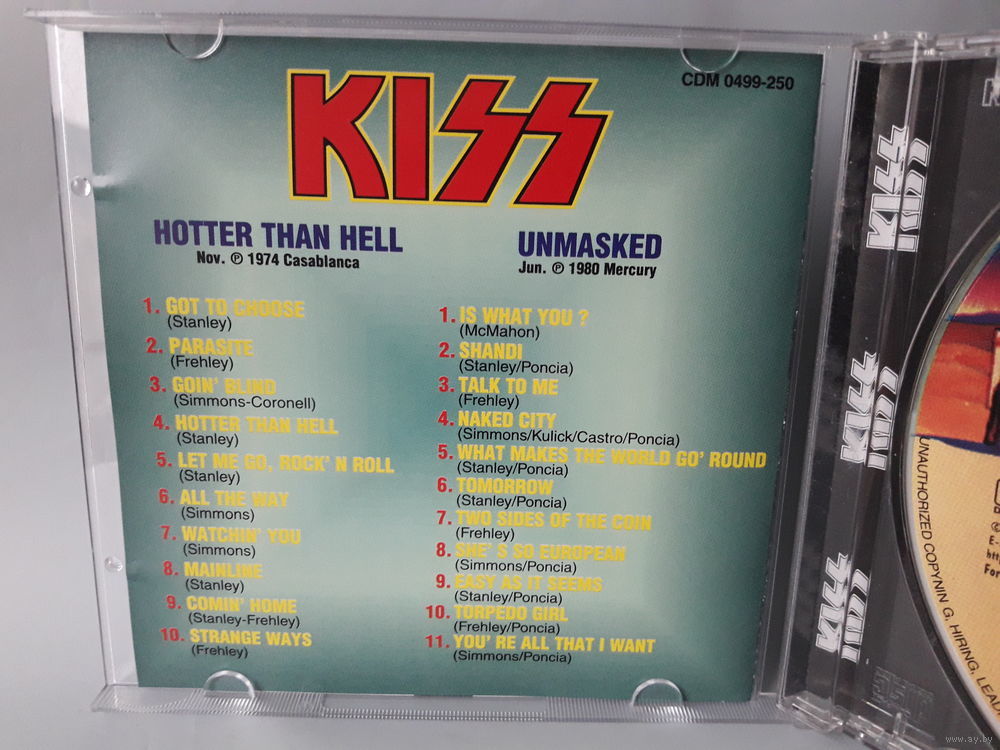 KISS
CDM 0499-250
HOTTER THAN HELL
Nov. ℗ 1974 Casablanca
1. GOT TO CHOOSE
(Stanley)
2. PARASITE
(Frehley)
3. GOIN' BLIND
(Simmons-Coronell)
4. HOTTER THAN HELL
(Stanley)
5. LET ME GO, ROCK' N ROLL
(Stanley)
6. ALL THE WAY
(Simmons)
7. WATCHIN' YOU
(Simmons)
8. MAINLINE
(Stanley)
9. COMIN' HOME
(Stanley-Frehley)
10. STRANGE WAYS
(Frehley)
UNMASKED
Jun. ℗ 1980 Mercury
1. IS WHAT YOU ?
(McMahon)
2. SHANDI
(Stanley/Poncia)
3. TALK TO ME
(Frehley)
4. NAKED CITY
(Simmons/Kulick/Castro/Poncia)
5. WHAT MAKES THE WORLD GO' ROUND
(Stanley/Poncia)
6. TOMORROW
(Stanley/Poncia)
7. TWO SIDES OF THE COIN
(Frehley)
8. SHE' S SO EUROPEAN
(Simmons/Poncia)
9. EASY AS IT SEEMS
(Stanley/Poncia)
10. TORPEDO GIRL
(Frehley/Poncia)
11. YOU' RE ALL THAT I WANT
(Simmons/Poncia)
KISS
KISS
KISS
UNAUTHORIZED COPYNIN G, HIRING,
www.ay.by